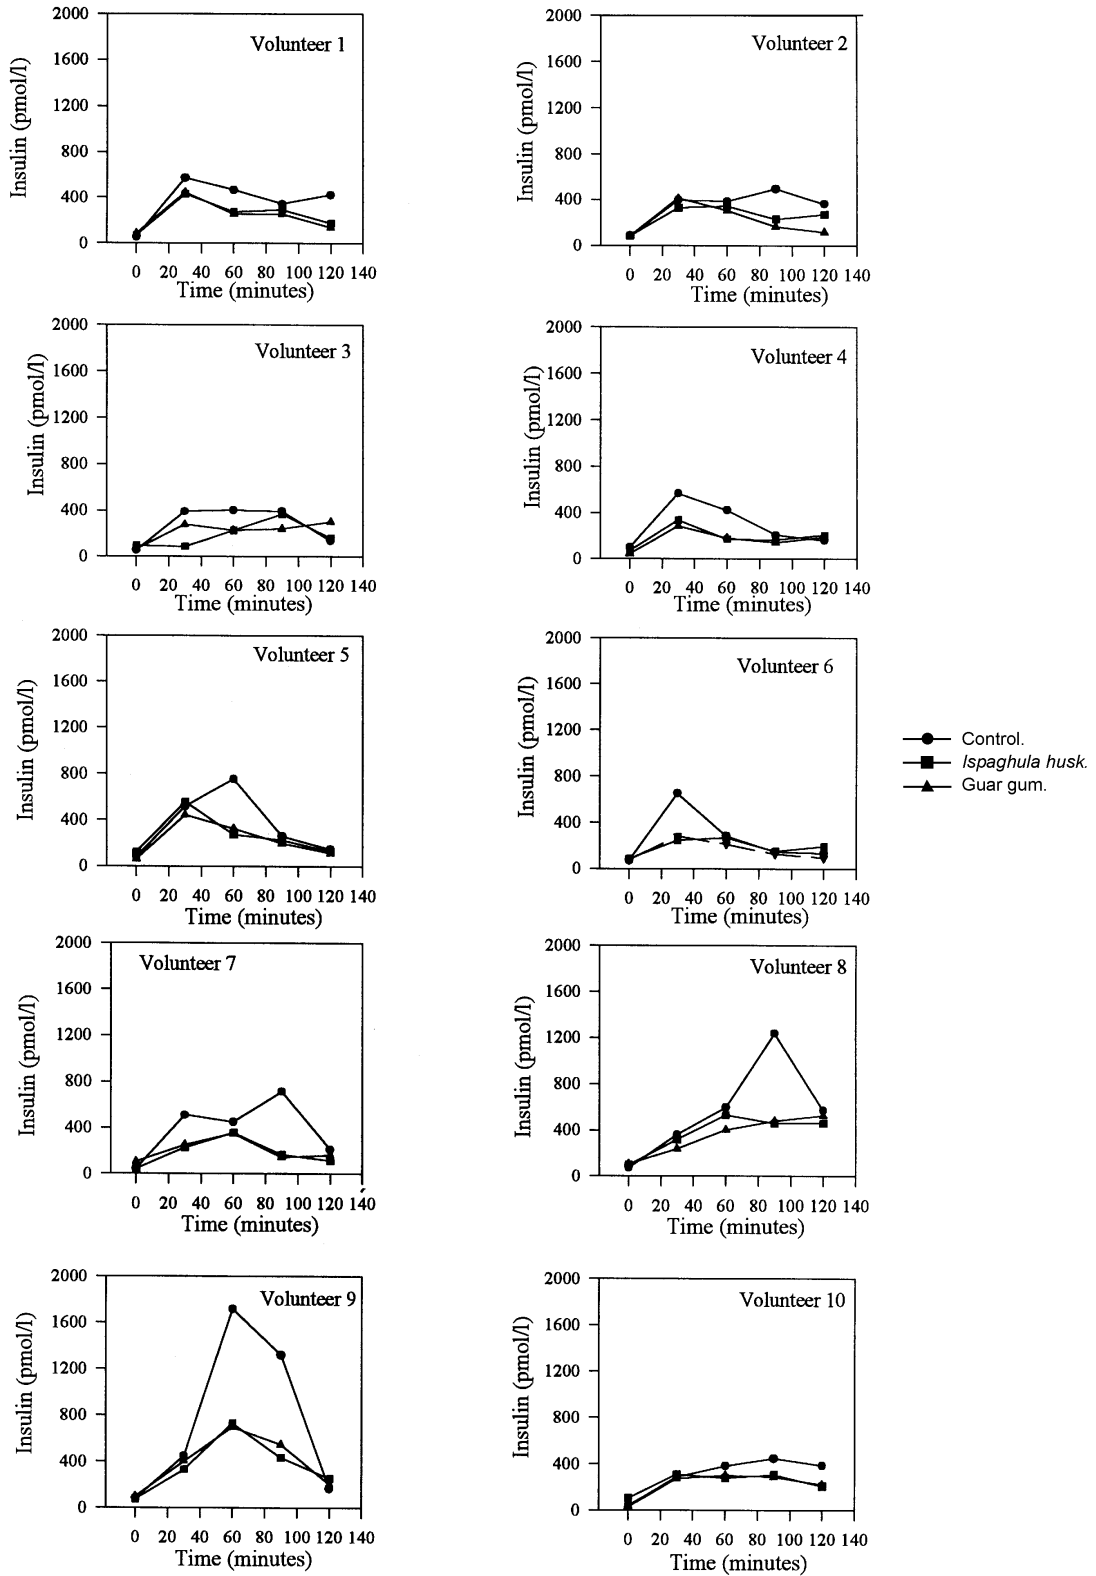 Volunteer 1
Insulin (pmol/l)
2000
1600
1200
800
400
0
0 20 40 60 80 100 120 140
Time (minutes)
Volunteer 2
Insulin (pmol/l)
2000
1600
1200
800
400
0
0 20 40 60 80 100 120 140
Time (minutes)
Volunteer 3
Insulin (pmol/l)
2000
1600
1200
800
400
0
0 20 40 60 80 100 120 140
Time (minutes)
Volunteer 4
Insulin (pmol/l)
2000
1600
1200
800
400
0
0 20 40 60 80 100 120 140
Time (minutes)
Volunteer 5
Insulin (pmol/l)
2000
1600
1200
800
400
0
0 20 40 60 80 100 120 140
Time (minutes)
Volunteer 6
Insulin (pmol/l)
2000
1600
1200
800
400
0
0 20 40 60 80 100 120 140
Time (minutes)
Control.
Ispaghula husk.
Guar gum.
Volunteer 7
Insulin (pmol/l)
2000
1600
1200
800
400
0
0 20 40 60 80 100 120 140
Time (minutes)
Volunteer 8
Insulin (pmol/l)
2000
1600
1200
800
400
0
0 20 40 60 80 100 120 140
Time (minutes)
Volunteer 9
Insulin (pmol/l)
2000
1600
1200
800
400
0
0 20 40 60 80 100 120 140
Time (minutes)
Volunteer 10
Insulin (pmol/l)
2000
1600
1200
800
400
0
0 20 40 60 80 100 120 140
Time (minutes)